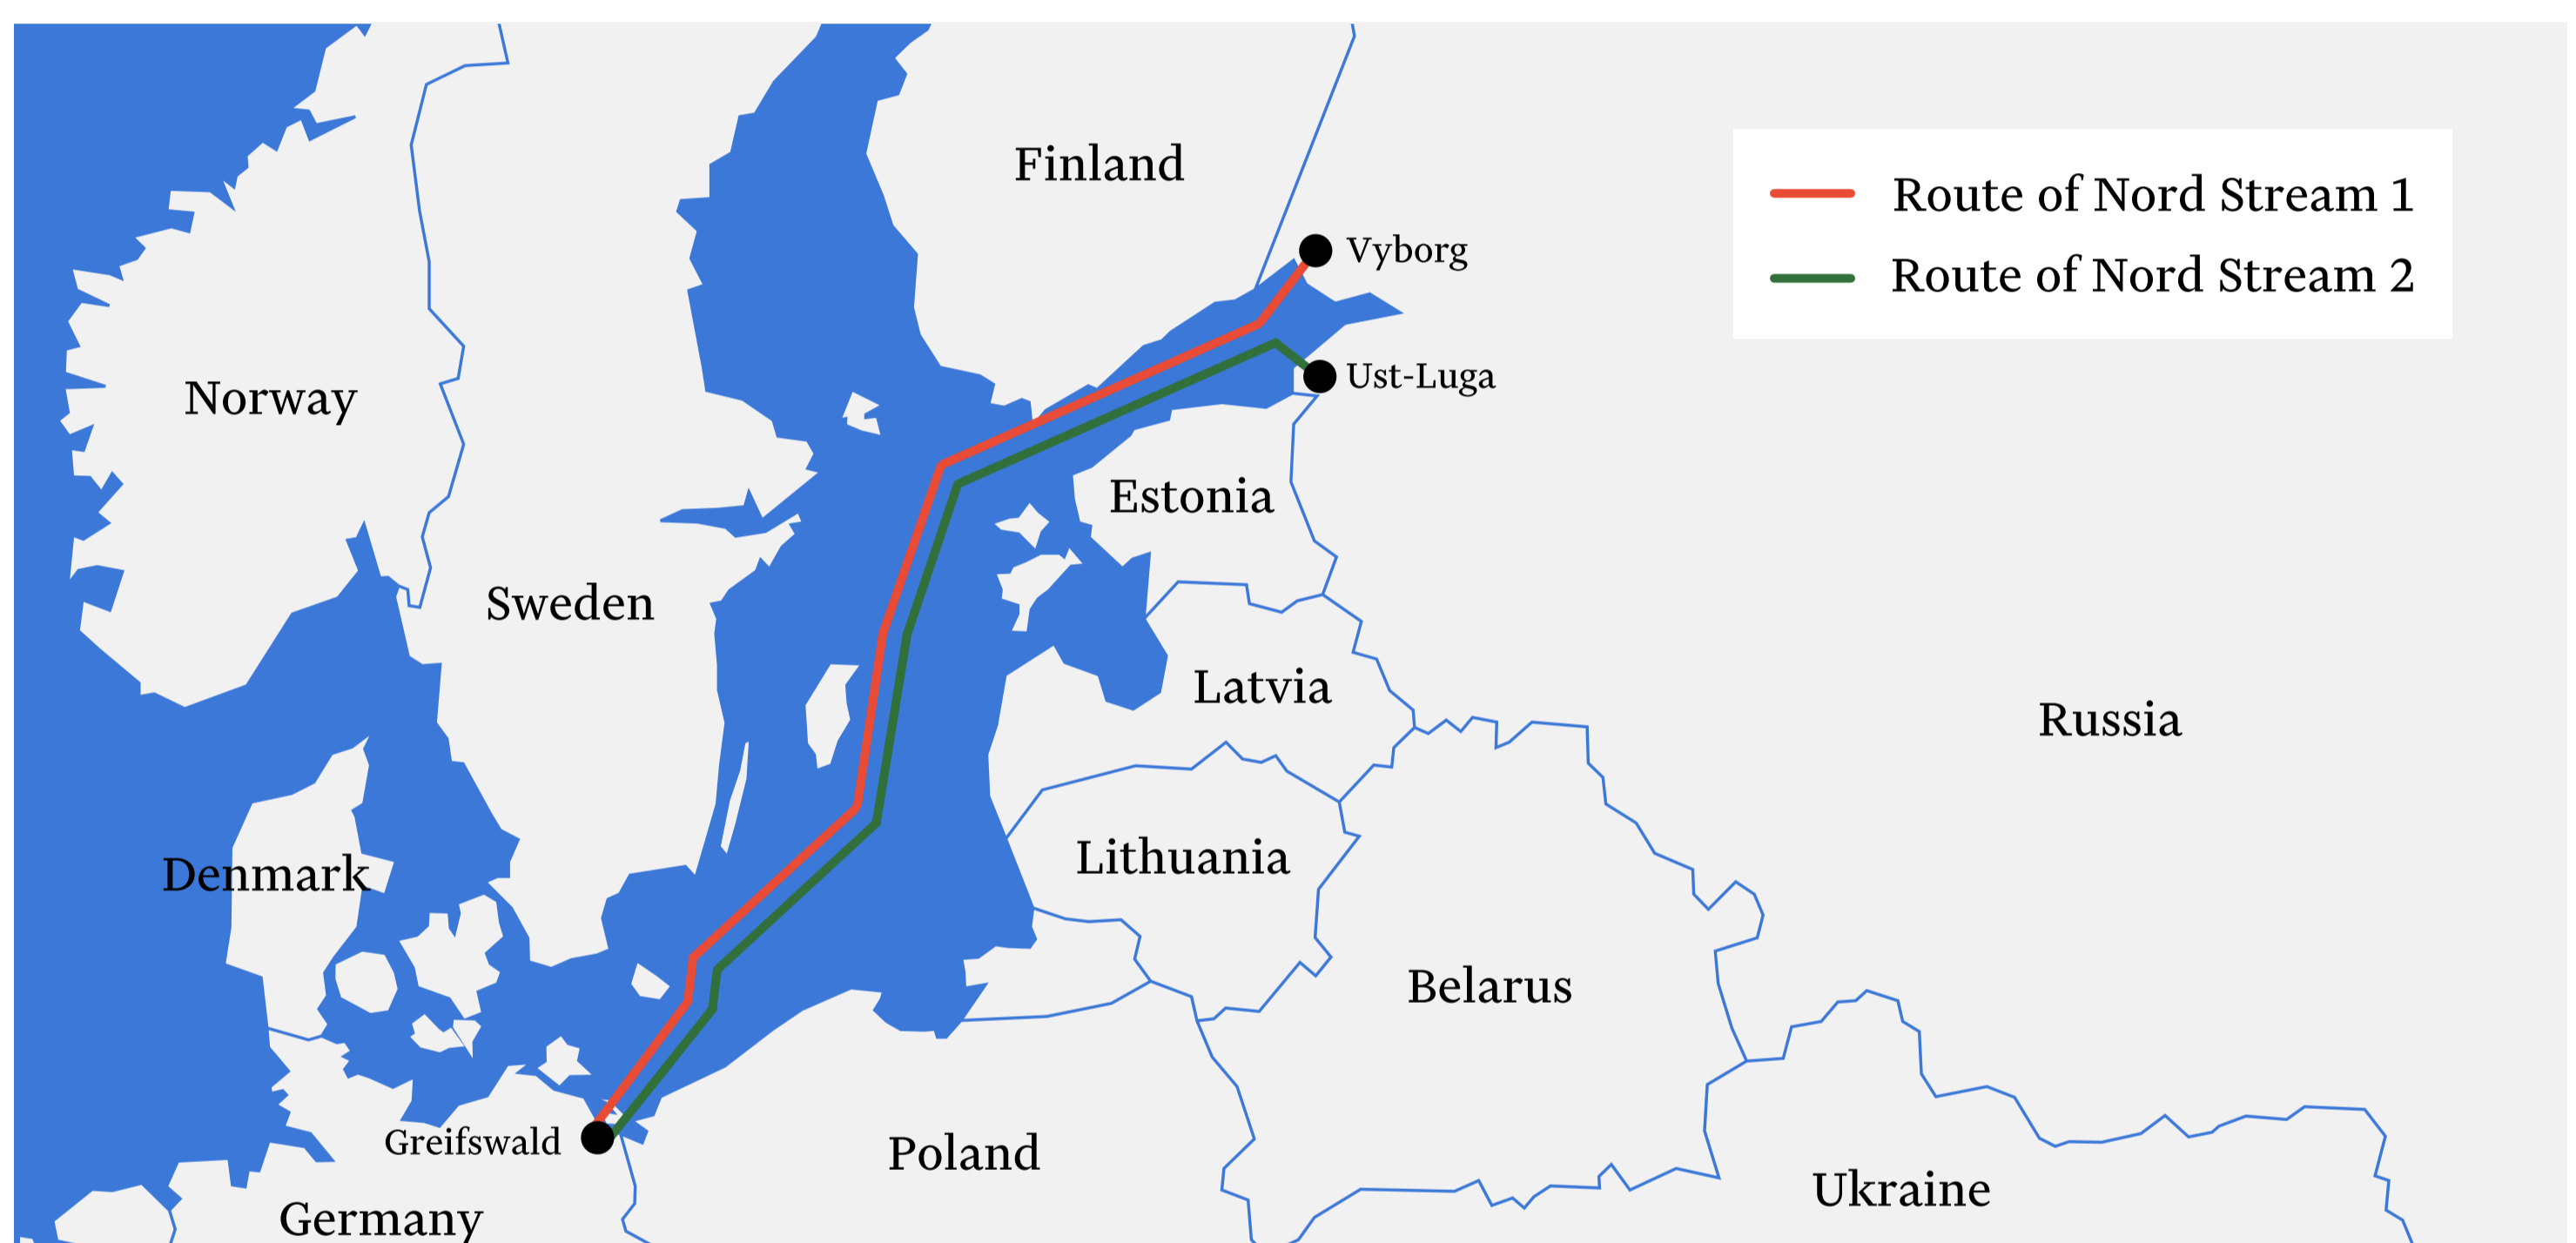 Finland
Route of Nord Stream 1
Vyborg
Route of Nord Stream 2
Norway
Ust-Luga
Estonia
Sweden
Latvia
Russia
Denmark
Lithuania
Belarus
Greifswald
Poland
Ukraine
Germany